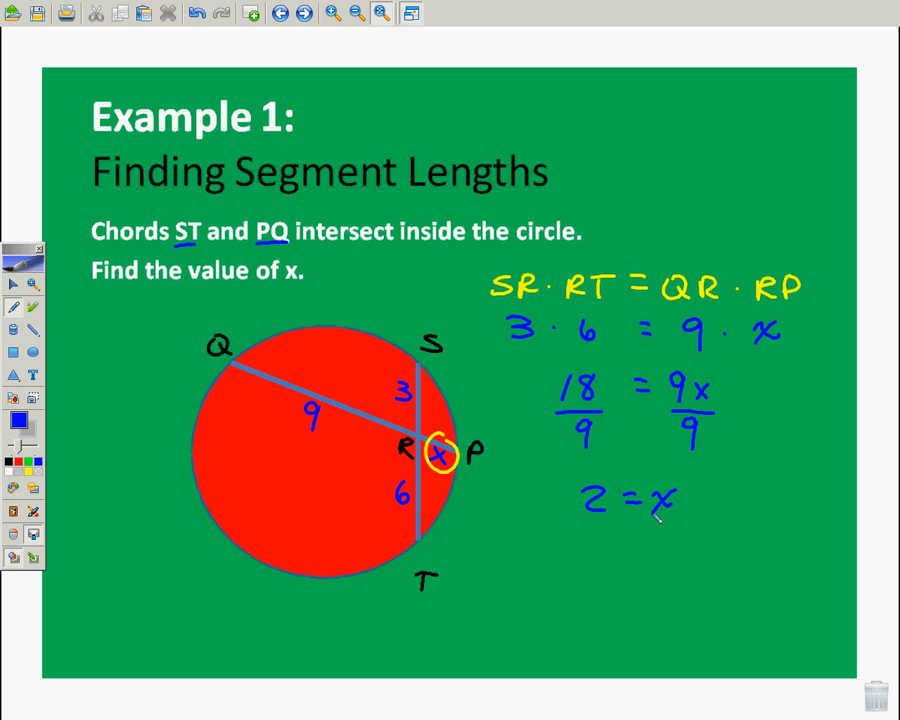 Example 1:
Finding Segment Lengths
Chords ST and PQ intersect inside the circle.
Find the value of x.
SR · RT = QR · RP
3 · 6 = 9 · x
18 = 9x
9 9
2 = x
Q
S
3
9
R
x
P
6
T